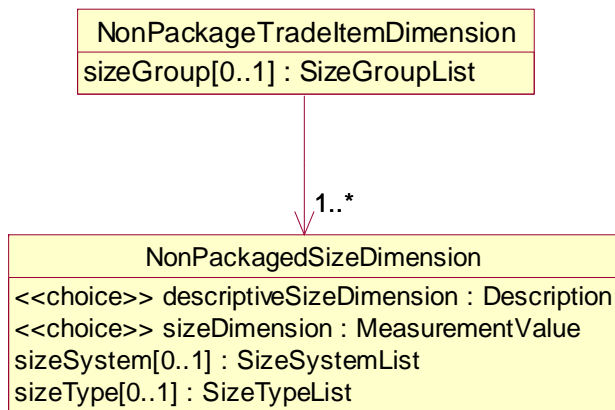 NonPackageTradeItemDimension
sizeGroup[0..1] : SizeGroupList
1..*
NonPackagedSizeDimension
<<choice>> descriptiveSizeDimension : Description
<<choice>> sizeDimension : MeasurementValue
sizeSystem[0..1] : SizeSystemList
sizeType[0..1] : SizeTypeList